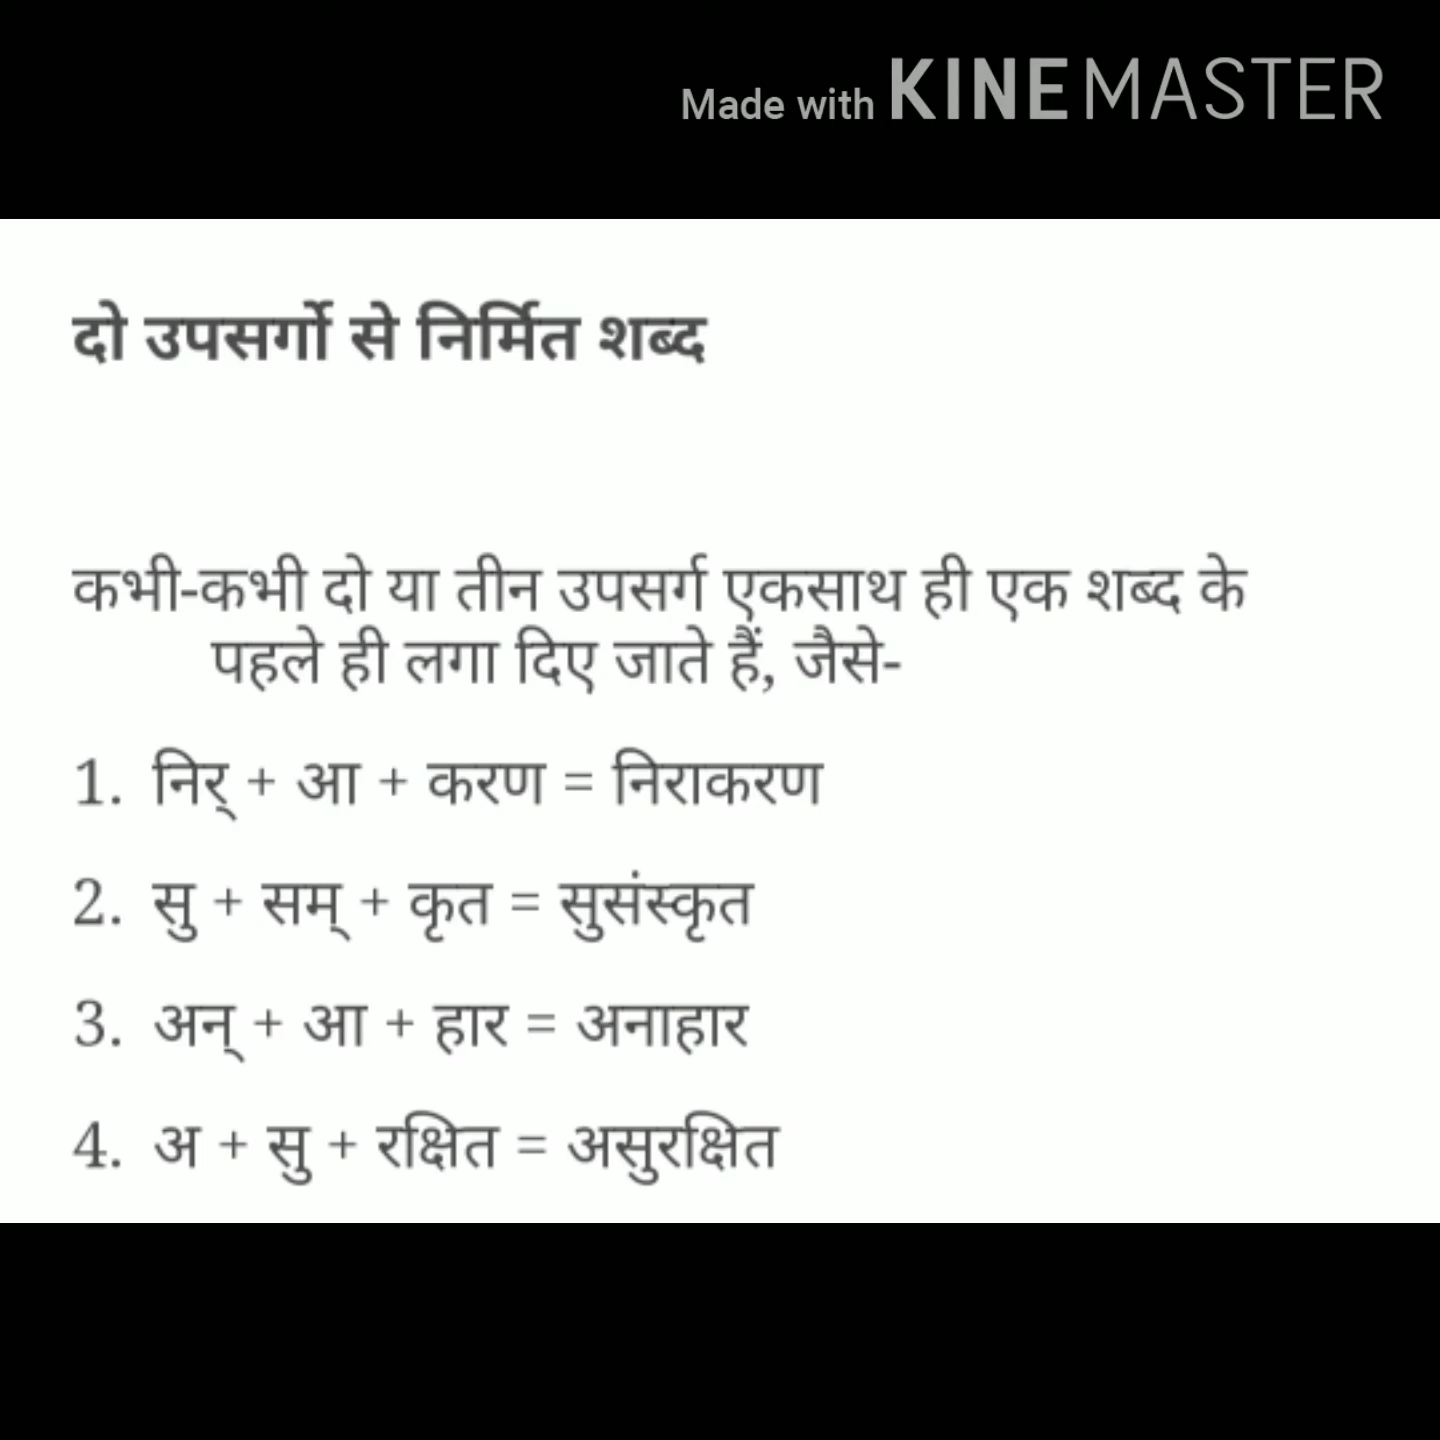 Made with KINEMASTER
दो उपसर्गो से निर्मित शब्द
कभी-कभी दो या तीन उपसर्ग एकसाथ ही एक शब्द के
पहले ही लगा दिए जाते हैं, जैसे-
1. निर् + आ + करण = निराकरण
2. सु + सम् + कृत = सुसंस्कृत
3. अन् + आ + हार = अनाहार
4. अ + सु + रक्षित = असुरक्षित